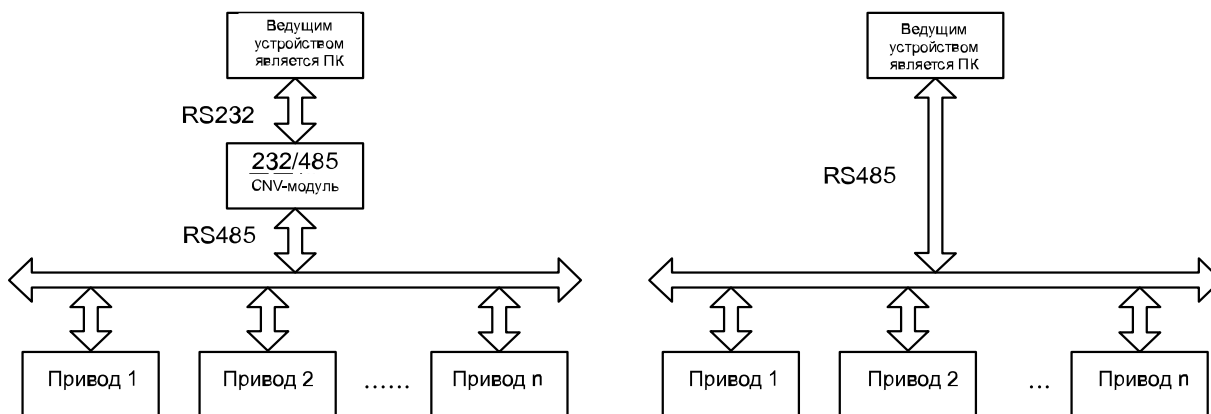 Ведущим
устройством
является ПК
RS232
232/485
CNV-модуль
RS485
Привод 1
Привод 2
......
Привод n
Ведущим
устройством
является ПК
RS485
Привод 1
Привод 2
...
Привод n